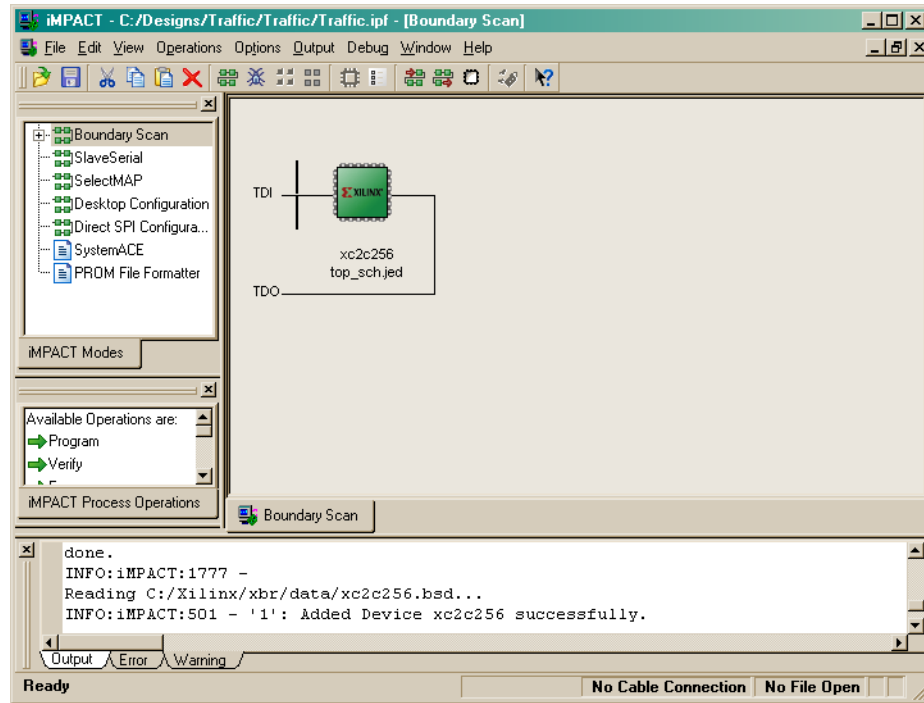 iMPACT - C:/Designs/Traffic/Traffic/Traffic.ipf - [Boundary Scan]
File Edit View Operations Options Output Debug Window Help
Boundary Scan
SlaveSerial
SelectMAP
Desktop Configuration
Direct SPI Configura...
SystemACE
PROM File Formatter
iMPACT Modes
Available Operations are:
Program
Verify
iMPACT Process Operations
TDI
XILINX
xc2c256
top_sch.jed
TDO
Boundary Scan
done.
INFO:iMPACT:1777 -
Reading C:/Xilinx/xbr/data/xc2c256.bsd...
INFO:iMPACT:501 - '1': Added Device xc2c256 successfully.
Output Error Warning
Ready No Cable Connection No File Open